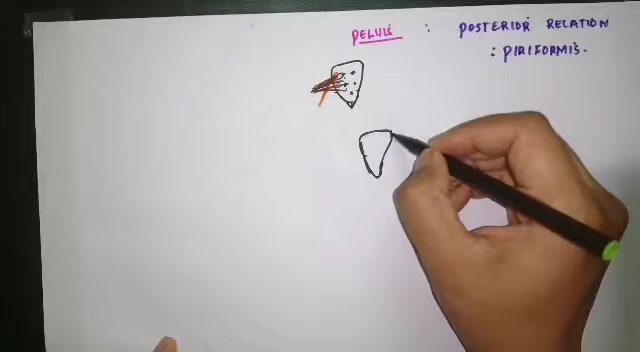 PELVIS : POSTERIOR RELATION
: PIRIFORMIS.